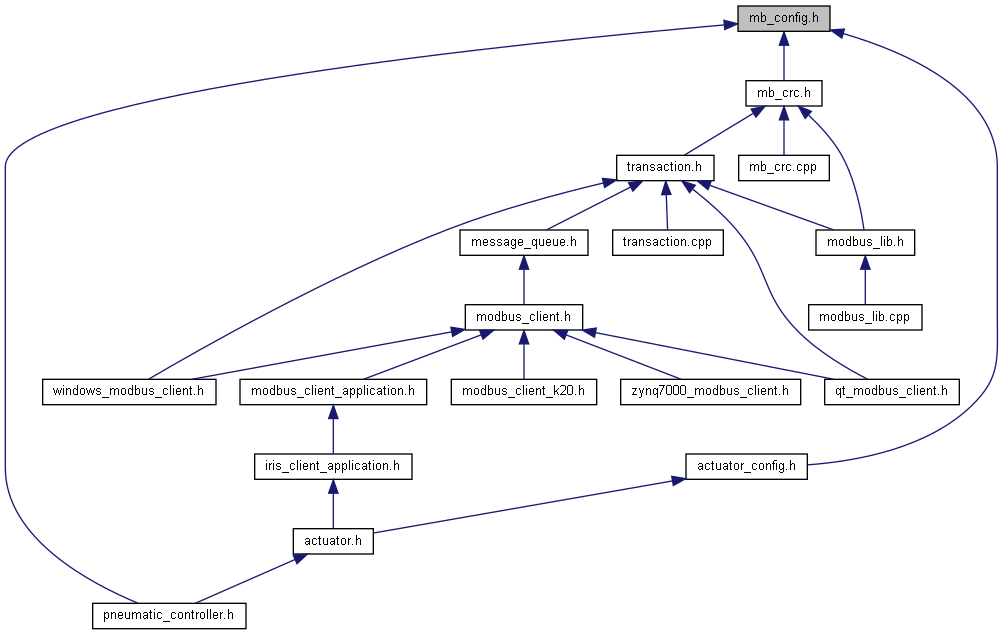 mb_config.h
mb_crc.h
transaction.h
mb_crc.cpp
message_queue.h
transaction.cpp
modbus_lib.h
modbus_client.h
modbus_lib.cpp
windows_modbus_client.h
modbus_client_application.h
modbus_client_k20.h
zynq7000_modbus_client.h
qt_modbus_client.h
iris_client_application.h
actuator_config.h
actuator.h
pneumatic_controller.h